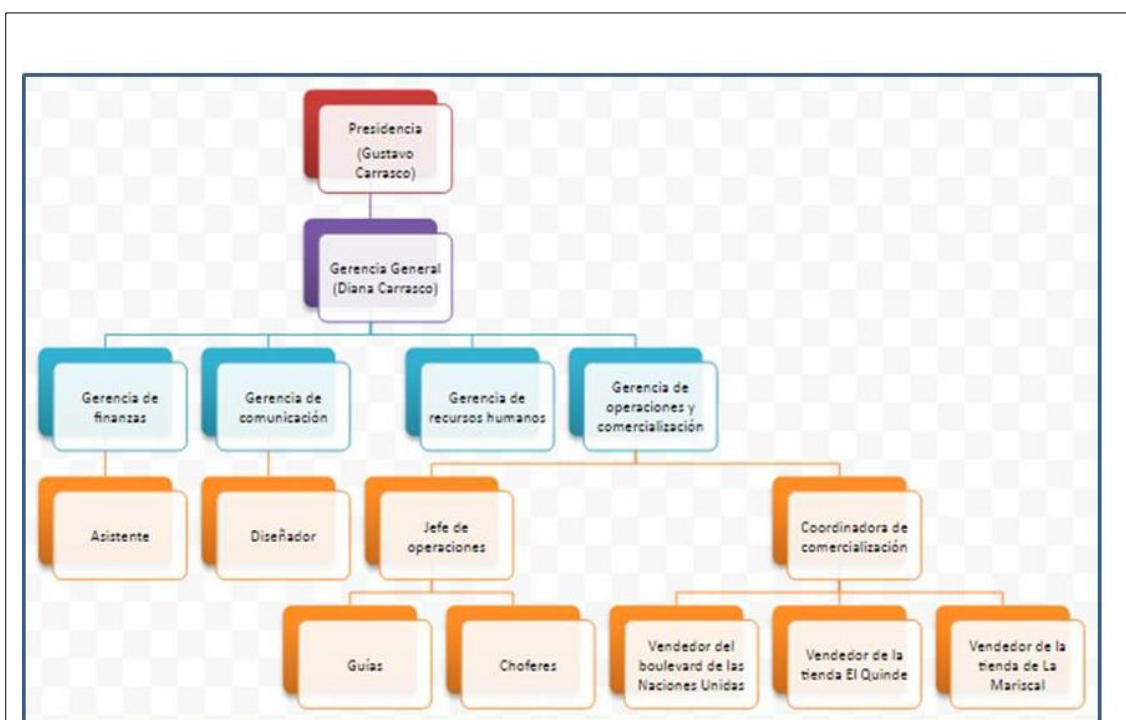 Presidencia
(Gustavo
Carrasco)
Gerencia General
(Diana Carrasco)
Gerencia de
finanzas
Gerencia de
comunicación
Gerencia de
recursos humanos
Gerencia de
operaciones y
comercialización
Asistente
Diseñador
Jefe de
operaciones
Coordinadora de
comercialización
Guías
Choferes
Vendedor del
boulevard de las
Naciones Unidas
Vendedor de la
tienda El Quinde
Vendedor de la
tienda de La
Mariscal